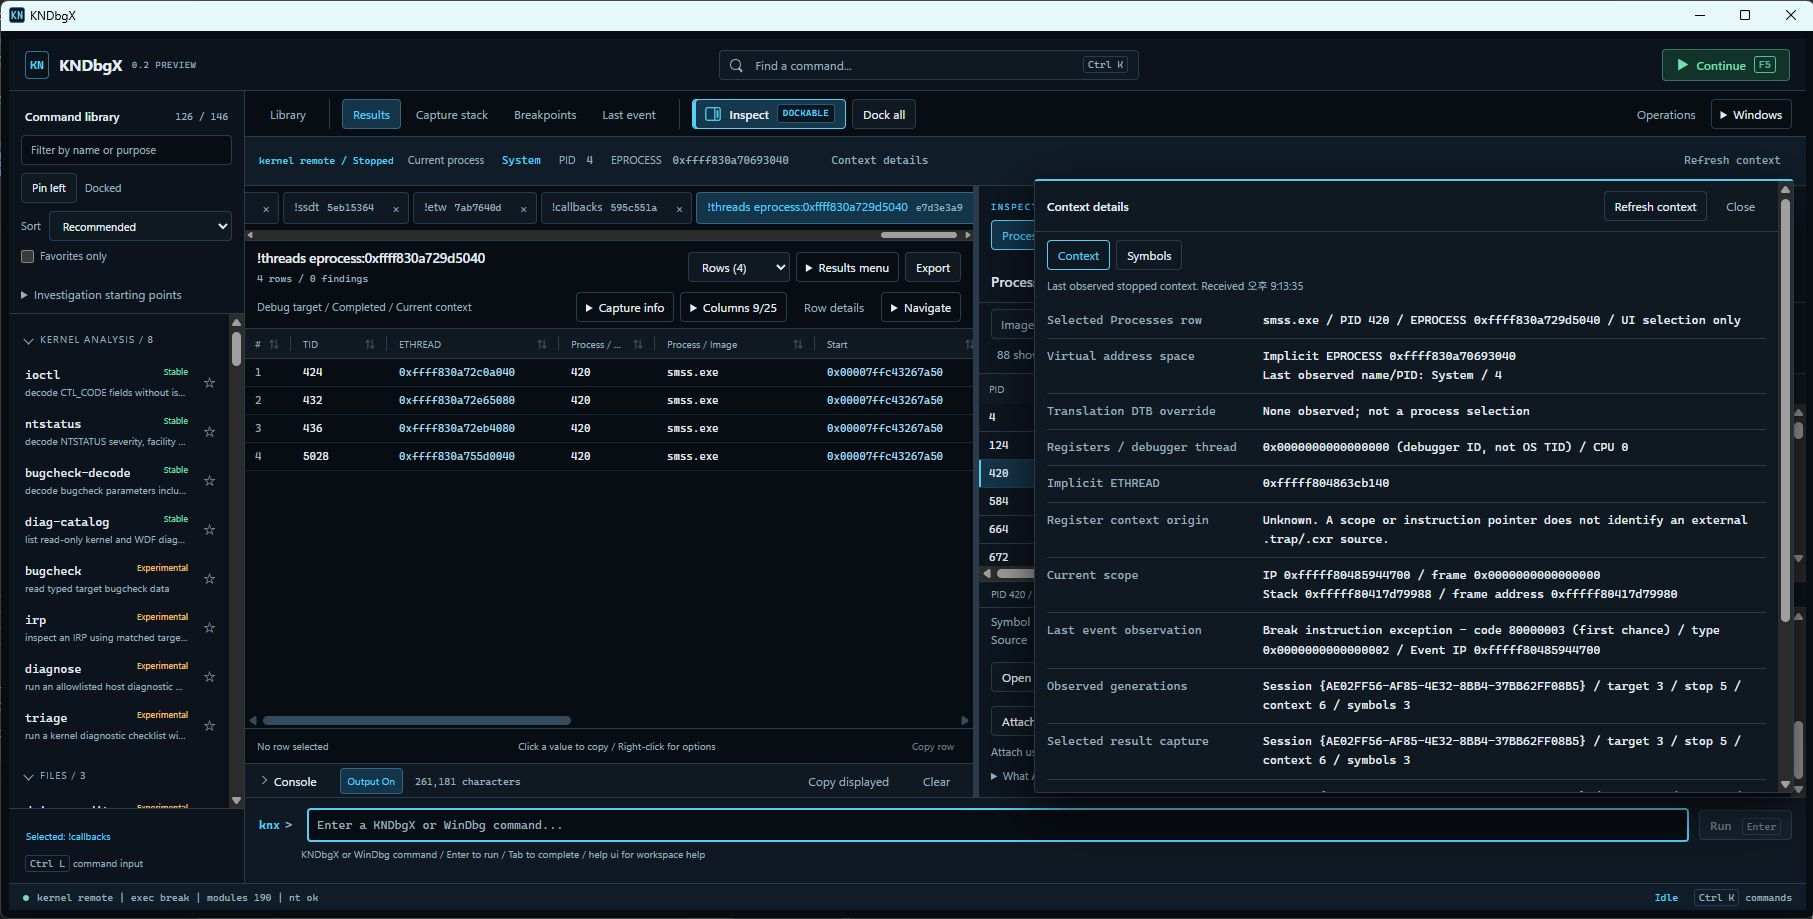 KN KNDbgX
KN KNDbgX 0.2 PREVIEW
Find a command... Ctrl K
Continue F5
Command library 126 / 146
Filter by name or purpose
Pin left Docked
Sort Recommended
Favorites only
Investigation starting points
KERNEL ANALYSIS / 8
ioctl Stable
decode CTL_CODE fields without is...
ntstatus Stable
decode NTSTATUS severity, facility ...
bugcheck-decode Stable
decode bugcheck parameters inclu...
diag-catalog Stable
list read-only kernel and WDF diag...
bugcheck Experimental
read typed target bugcheck data
irp Experimental
inspect an IRP using matched targe...
diagnose Experimental
run an allowlisted host diagnostic ...
triage Experimental
run a kernel diagnostic checklist wi...
FILES / 3
Experimental
Selected: !callbacks
Ctrl L command input
Library Results Capture stack Breakpoints Last event Inspect DOCKABLE Dock all Operations Windows
kernel remote / Stopped Current process System PID 4 EPROCESS 0xffff830a70693040 Context details Refresh context
× !ssdt 5eb15364 × !etw 7ab7640d × !callbacks 595c551a × !threads eprocess:0xffff830a729d5040 e7d3e3a9
!threads eprocess:0xffff830a729d5040
4 rows / 0 findings
Rows (4) Results menu Export
Debug target / Completed / Current context
Capture info Columns 9/25 Row details Navigate
# TID ETHREAD Process / ... Process / Image Start
1 424 0xffff830a72c0a040 420 smss.exe 0x00007ffc43267a50
2 432 0xffff830a72e65080 420 smss.exe 0x00007ffc43267a50
3 436 0xffff830a72eb4080 420 smss.exe 0x00007ffc43267a50
4 5028 0xffff830a755d0040 420 smss.exe 0x00007ffc43267a50
No row selected Click a value to copy / Right-click for options Copy row
Console Output On 261,181 characters Copy displayed Clear
INSPECT
Proces
Proces
Image
88 sho
PID
4
124
420
584
664
672
PID 420 /
Symbol
Source
Open
Attach
Attach us
What
Context details Refresh context Close
Context Symbols
Last observed stopped context. Received 오후 9:13:35
Selected Processes row smss.exe / PID 420 / EPROCESS 0xffff830a729d5040 / UI selection only
Virtual address space Implicit EPROCESS 0xffff830a70693040
Last observed name/PID: System / 4
Translation DTB override None observed; not a process selection
Registers / debugger thread 0x0000000000000000 (debugger ID, not OS TID) / CPU 0
Implicit ETHREAD 0xfffff804863cb140
Register context origin Unknown. A scope or instruction pointer does not identify an external
.trap/.cxr source.
Current scope IP 0xfffff80485944700 / frame 0x0000000000000000
Stack 0xfffff80417d79988 / frame address 0xfffff80417d79980
Last event observation Break instruction exception - code 80000003 (first chance) / type
0x0000000000000002 / Event IP 0xfffff80485944700
Observed generations Session {AE02FF56-AF85-4E32-8BB4-37BB62FF08B5} / target 3 / stop 5 /
context 6 / symbols 3
Selected result capture Session {AE02FF56-AF85-4E32-8BB4-37BB62FF08B5} / target 3 / stop 5 /
context 6 / symbols 3
knx > Enter a KNDbgX or WinDbg command... Run Enter
KNDbgX or WinDbg command / Enter to run / Tab to complete / help ui for workspace help
kernel remote | exec break | modules 190 | nt ok Idle Ctrl K commands